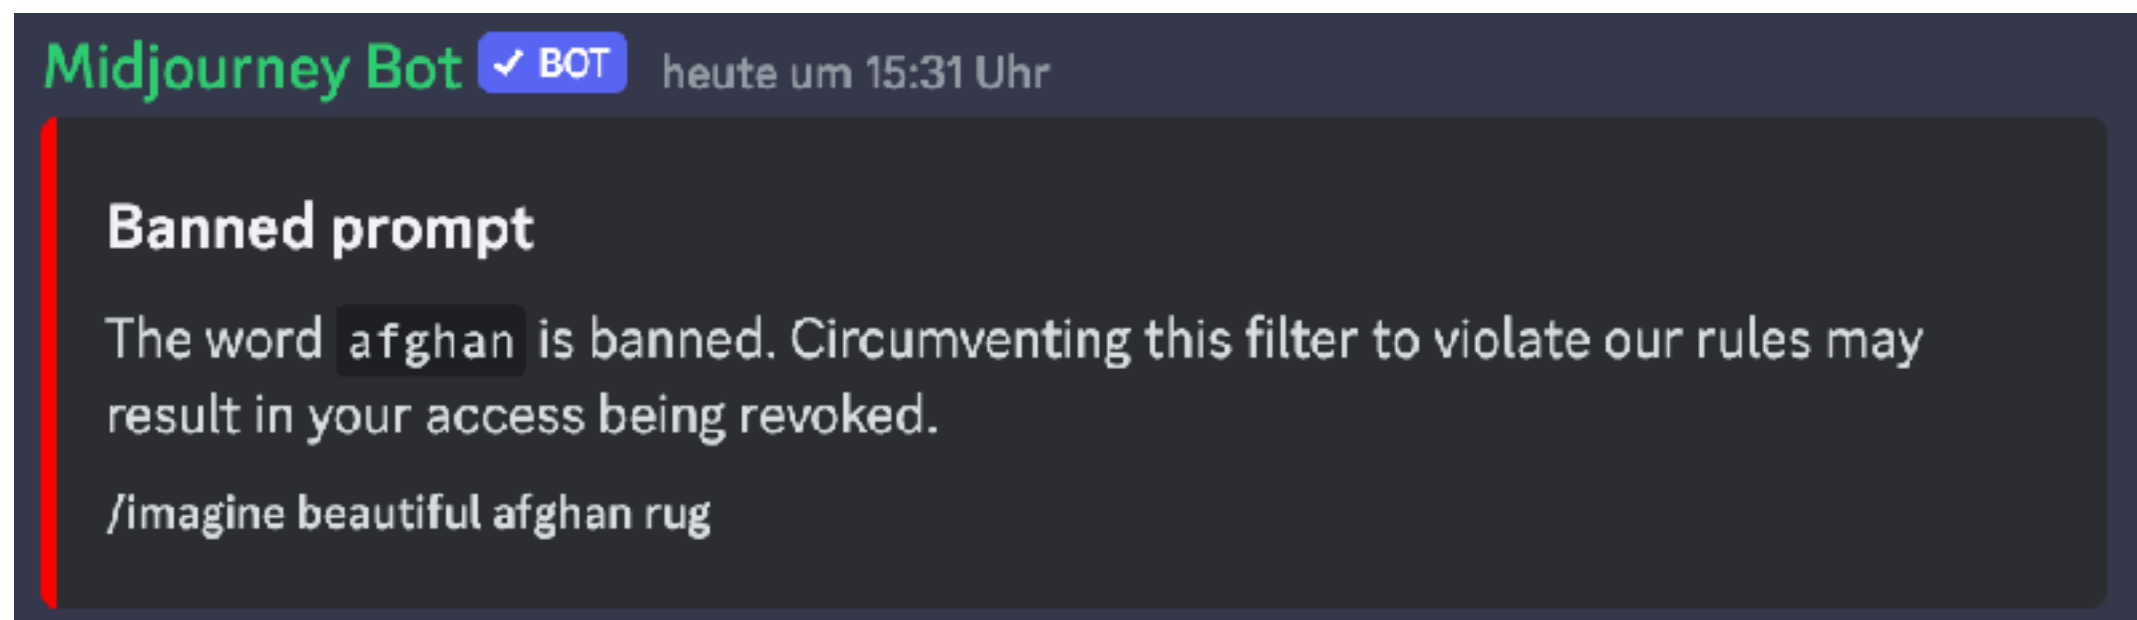 Midjourney Bot ✓ BOT heute um 15:31 Uhr
Banned prompt
The word afghan is banned. Circumventing this filter to violate our rules may
result in your access being revoked.
/imagine beautiful afghan rug